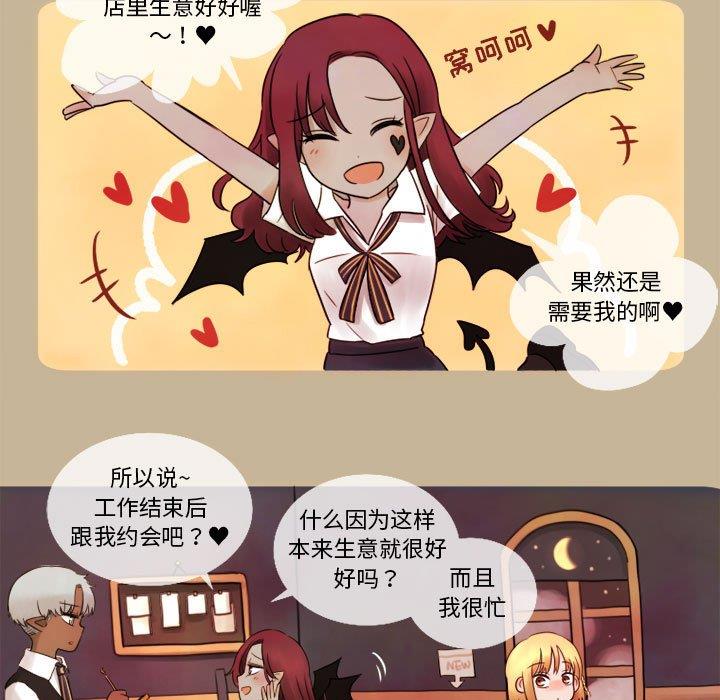 店里生意好好喔
～！♥
窝呵呵♥
果然还是
需要我的啊♥
所以说~
工作结束后
跟我约会吧？♥
什么因为这样
本来生意就很好
好吗？
而且
我很忙
NEW